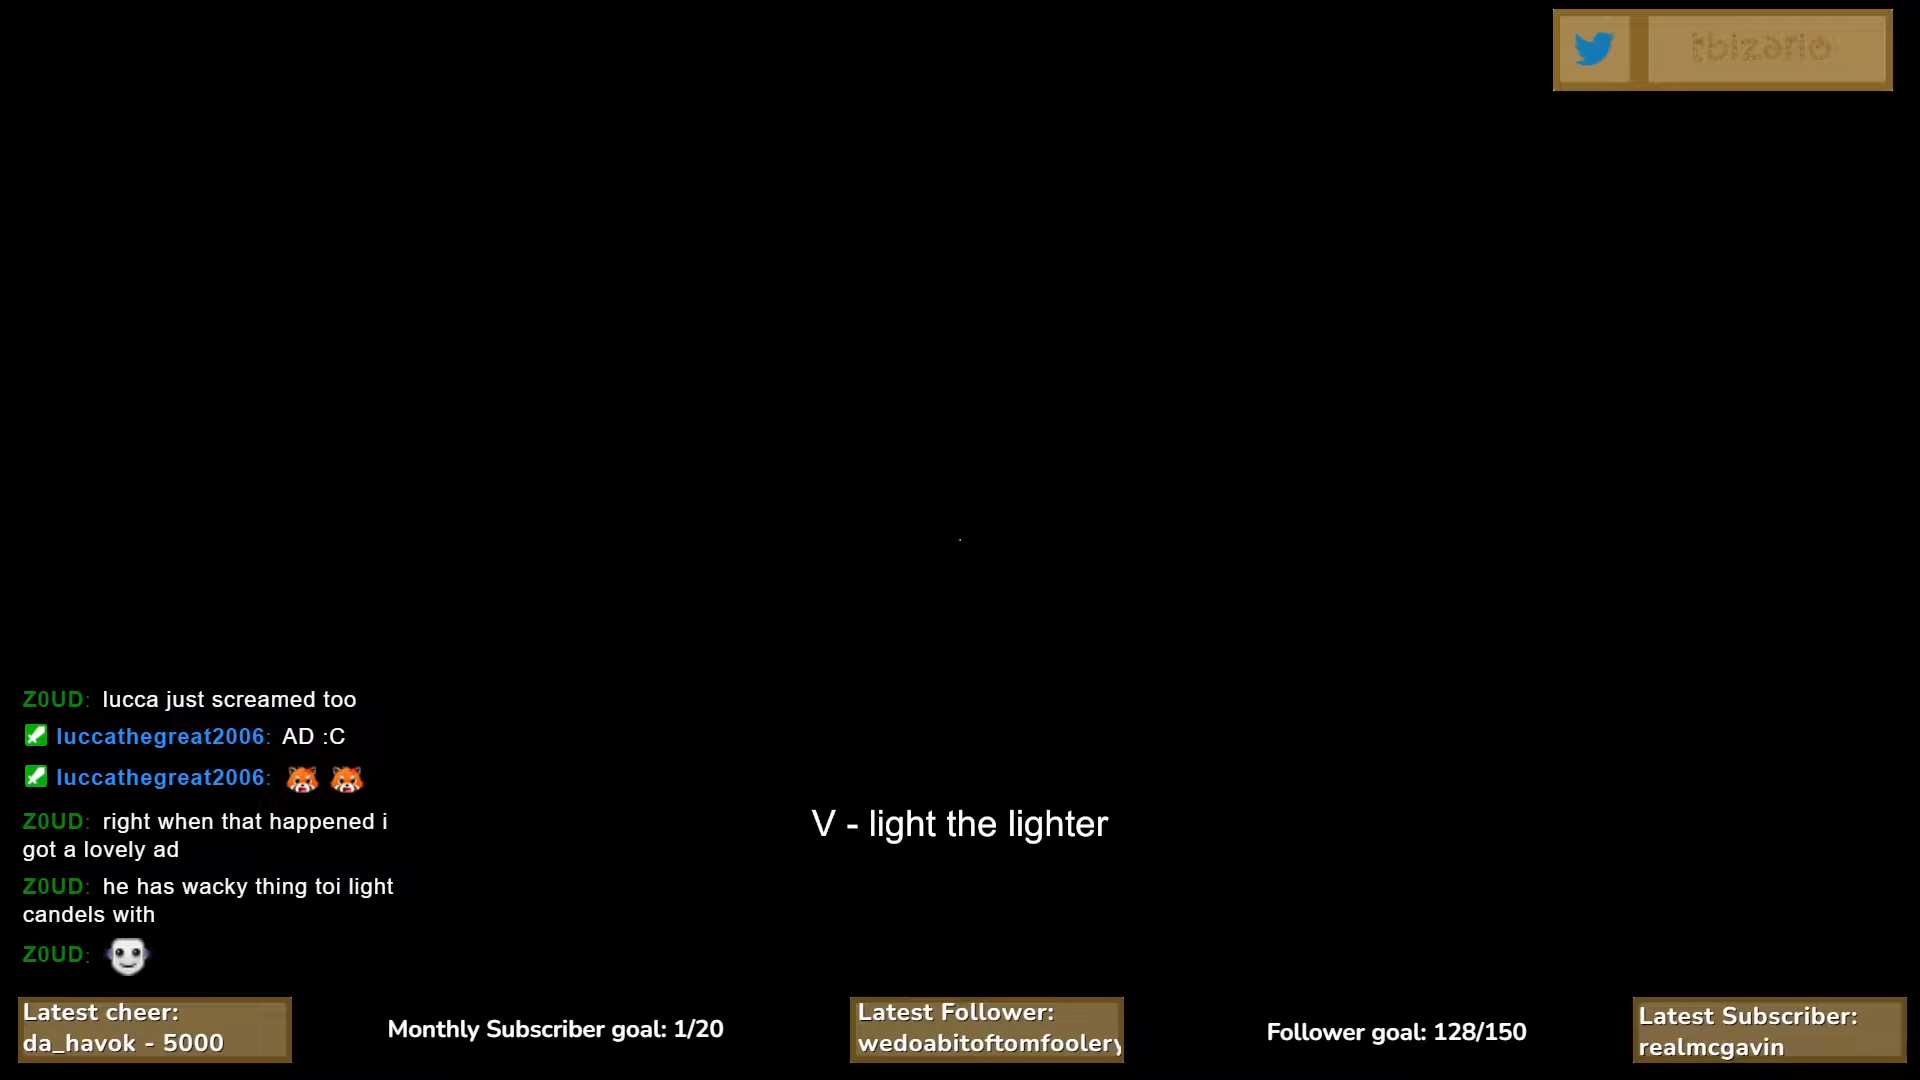 Z0UD: lucca just screamed too
luccathegreat2006: AD :C
luccathegreat2006:
Z0UD: right when that happened i
got a lovely ad
Z0UD: he has wacky thing toi light
candels with
Z0UD:
V - light the lighter
Latest cheer:
da_havok - 5000
Monthly Subscriber goal: 1/20
Latest Follower:
wedoabitoftomfoolery
Follower goal: 128/150
Latest Subscriber:
realmcgavin